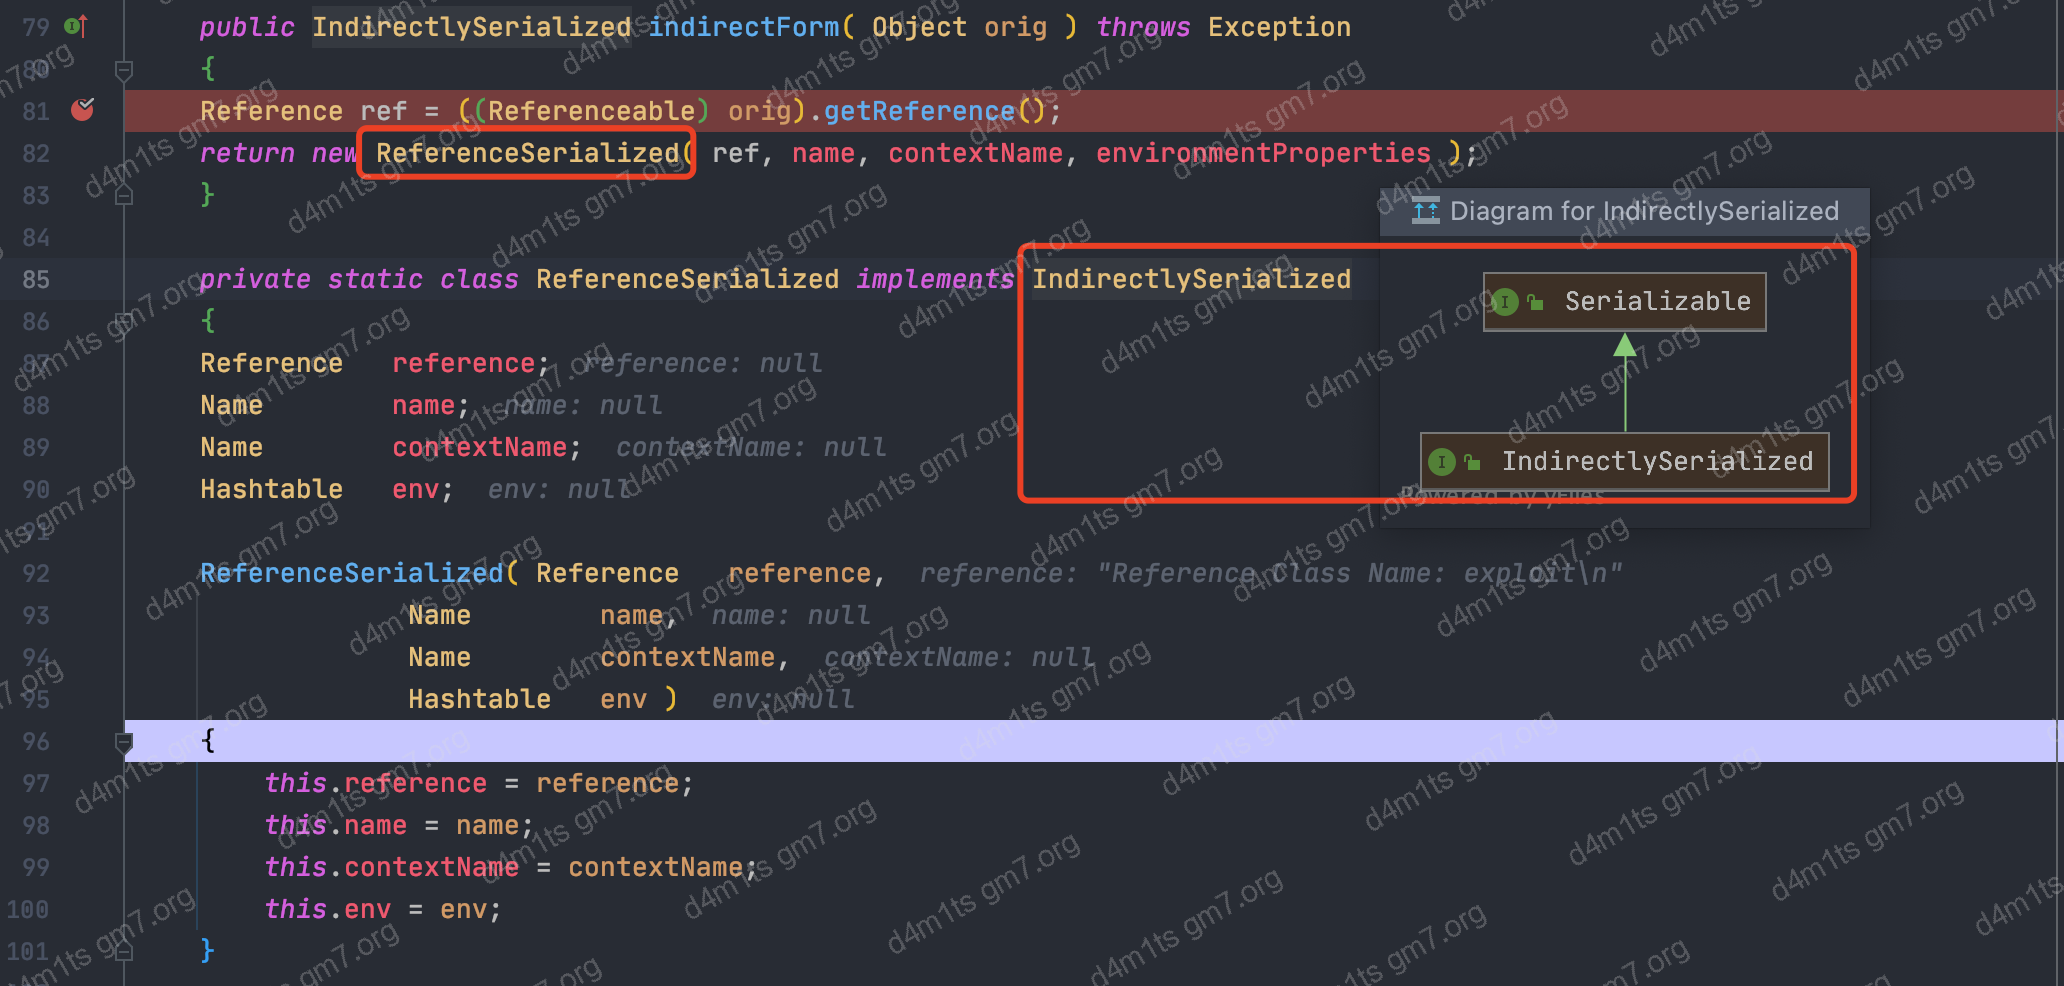 79 public IndirectlySerialized indirectForm( Object orig ) throws Exception
80 {
81 Reference ref = ((Referenceable) orig).getReference();
82 return new ReferenceSerialized( ref, name, contextName, environmentProperties );
83 }
84
Diagram for IndirectlySerialized
85 private static class ReferenceSerialized implements IndirectlySerialized
Serializable
86 {
87 Reference reference; reference: null
88 Name name; name: null
89 Name contextName; contextName: null
IndirectlySerialized
90 Hashtable env; env: null
Powered by yFiles
91
92 ReferenceSerialized( Reference reference, reference: "Reference Class Name: exploit\n"
93 Name name, name: null
94 Name contextName, contextName: null
95 Hashtable env ) env: null
96 {
97 this.reference = reference;
98 this.name = name;
99 this.contextName = contextName;
100 this.env = env;
101 }
d4m1ts gm7.org